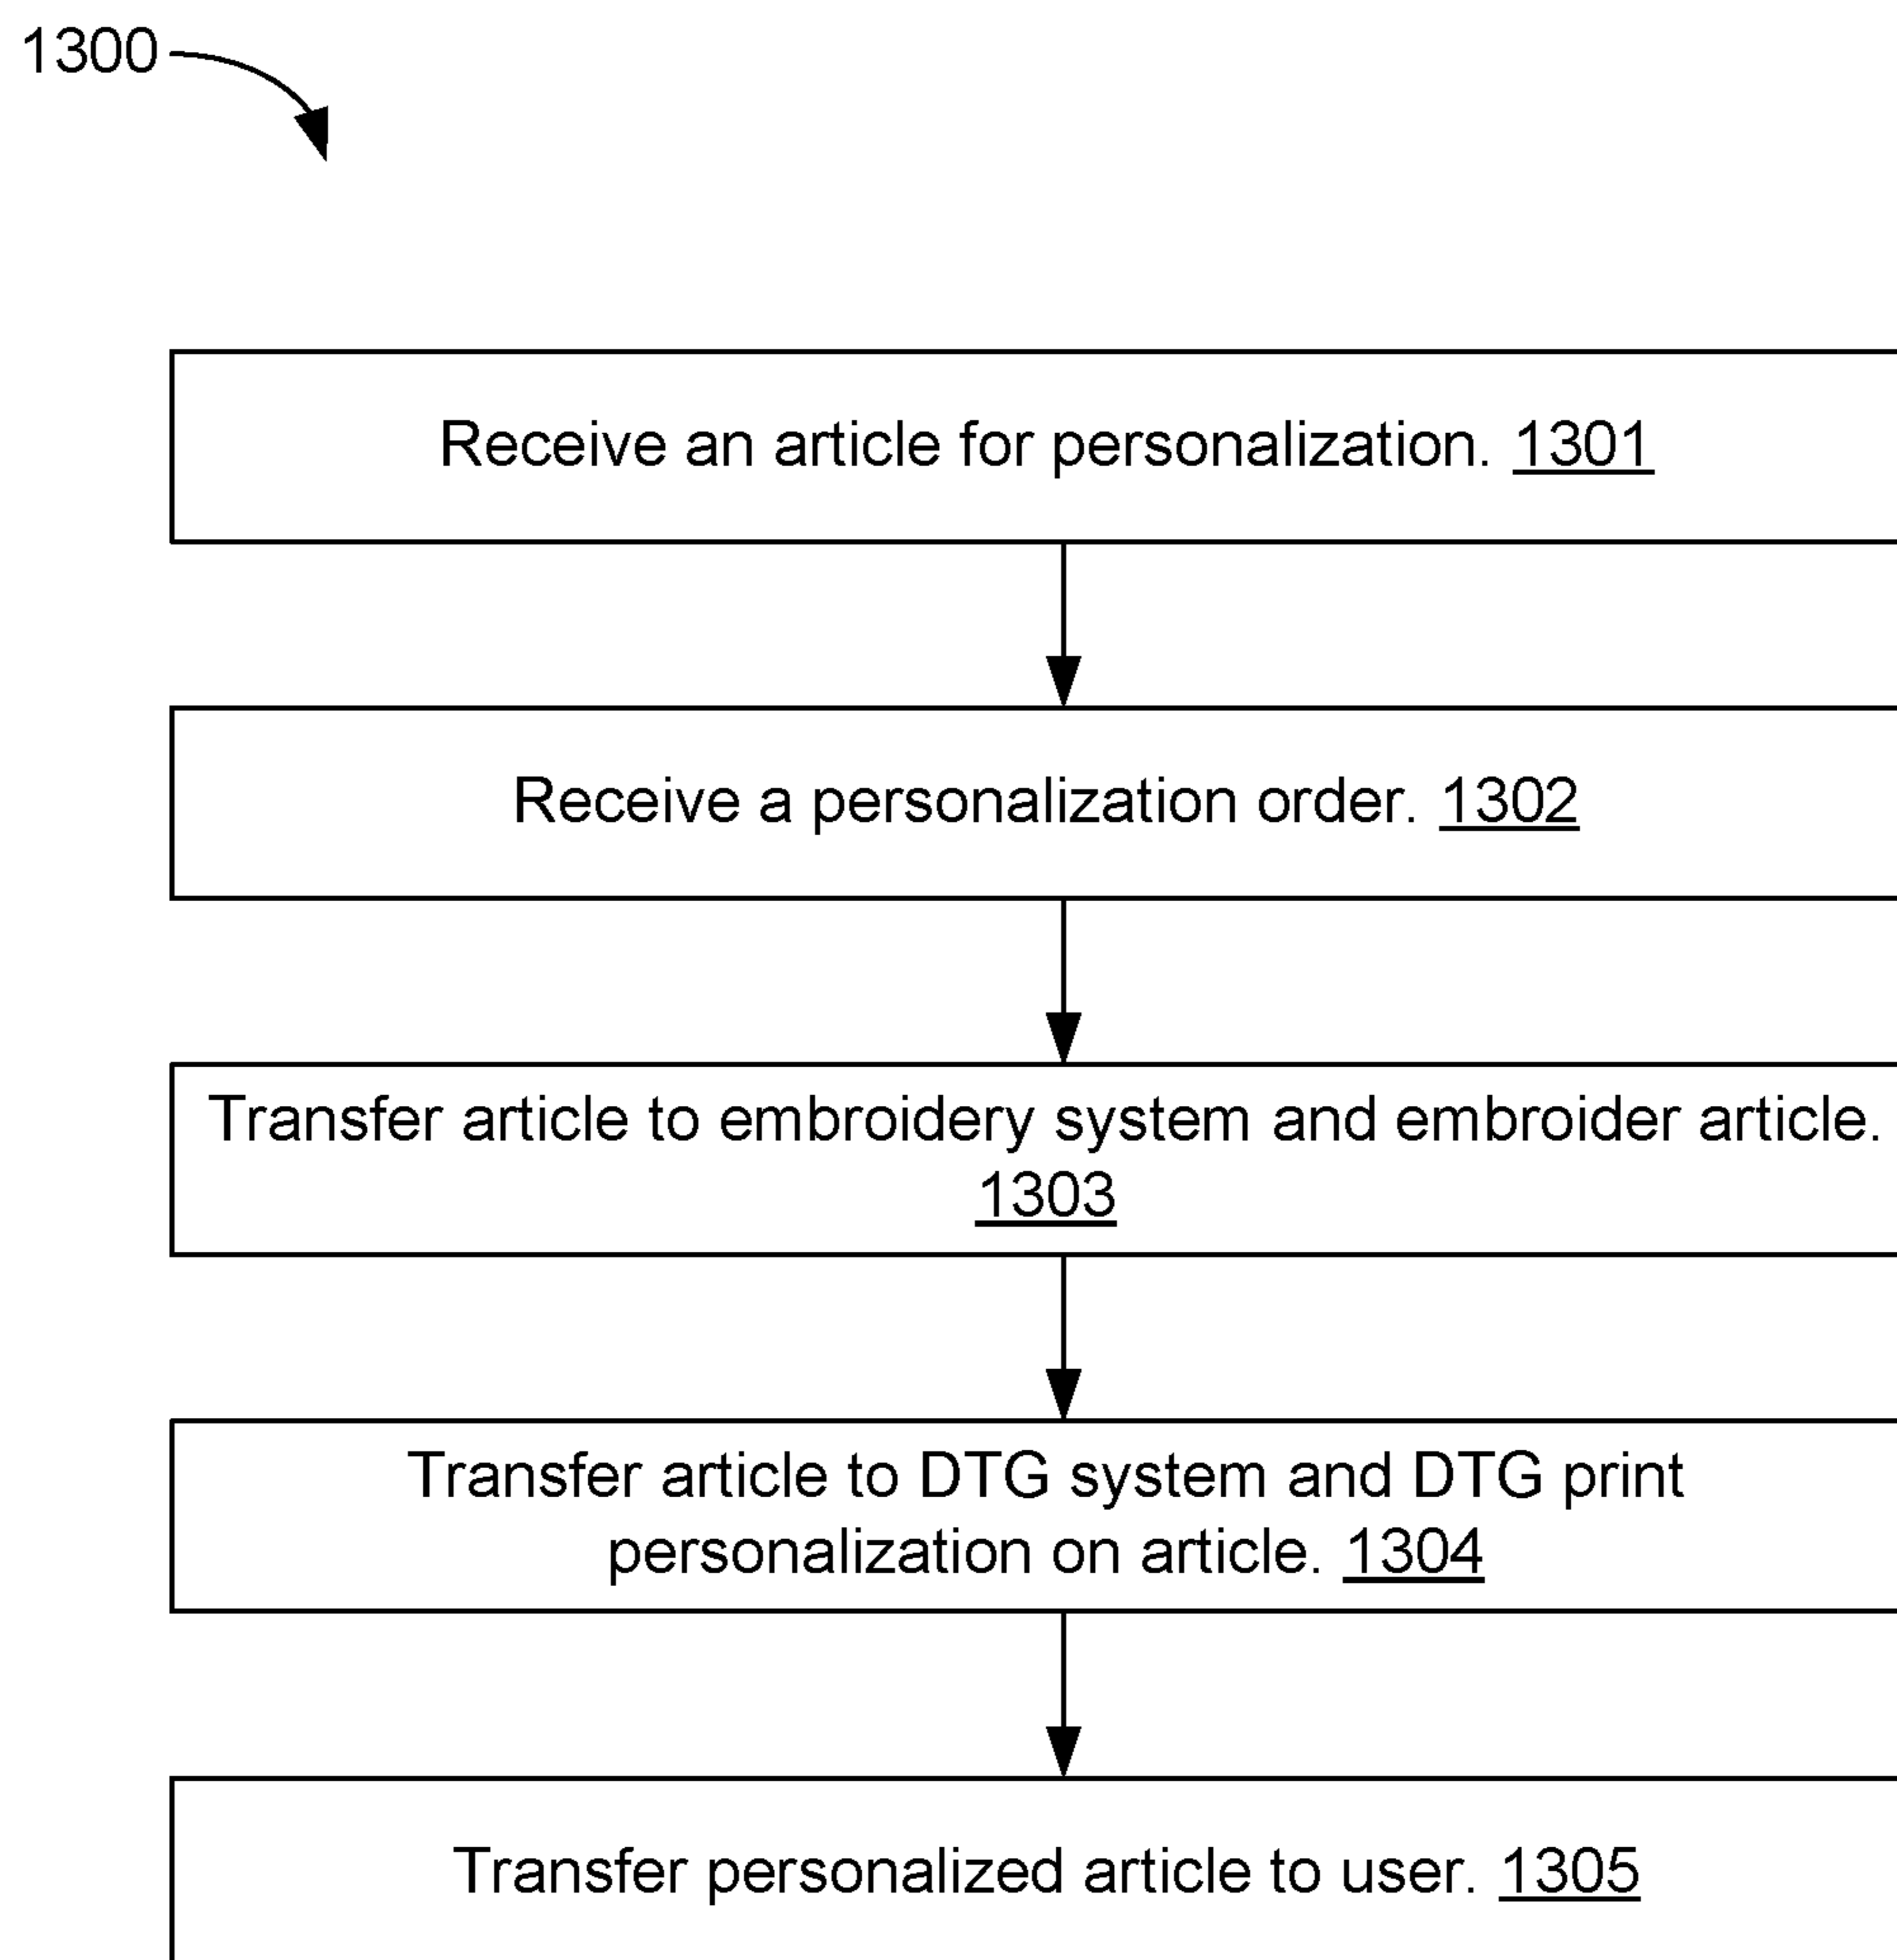 1300
Receive an article for personalization. 1301
Receive a personalization order. 1302
Transfer article to embroidery system and embroider article.
1303
Transfer article to DTG system and DTG print
personalization on article. 1304
Transfer personalized article to user. 1305